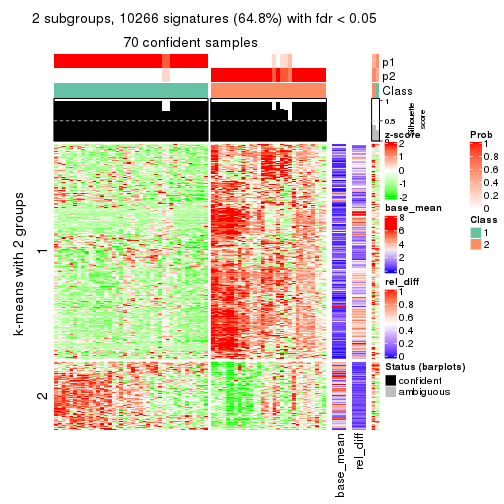 2 subgroups, 10266 signatures (64.8%) with fdr < 0.05
70 confident samples
p1
p2
Class
1
0.5
0
Silhouette
score
k-means with 2 groups
1
2
base_mean
rel_diff
z-score
2
1
0
-1
-2
base_mean
8
6
4
2
0
rel_diff
1
0.8
0.6
0.4
0.2
0
Status (barplots)
confident
ambiguous
Prob
1
0.8
0.6
0.4
0.2
0
Class
1
2